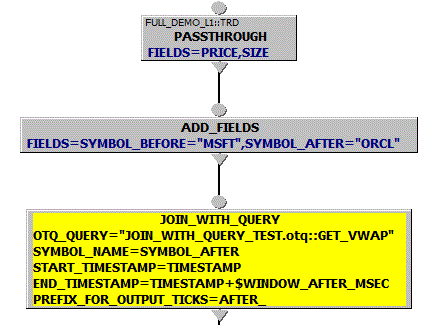 FULL_DEMO_L1::TRD
PASSTHROUGH
FIELDS=PRICE,SIZE
ADD_FIELDS
FIELDS=SYMBOL_BEFORE="MSFT",SYMBOL_AFTER="ORCL"
JOIN_WITH_QUERY
OTQ_QUERY="JOIN_WITH_QUERY_TEST.otq::GET_VWAP"
SYMBOL_NAME=SYMBOL_AFTER
START_TIMESTAMP=TIMESTAMP
END_TIMESTAMP=TIMESTAMP+$WINDOW_AFTER_MSEC
PREFIX_FOR_OUTPUT_TICKS=AFTER_